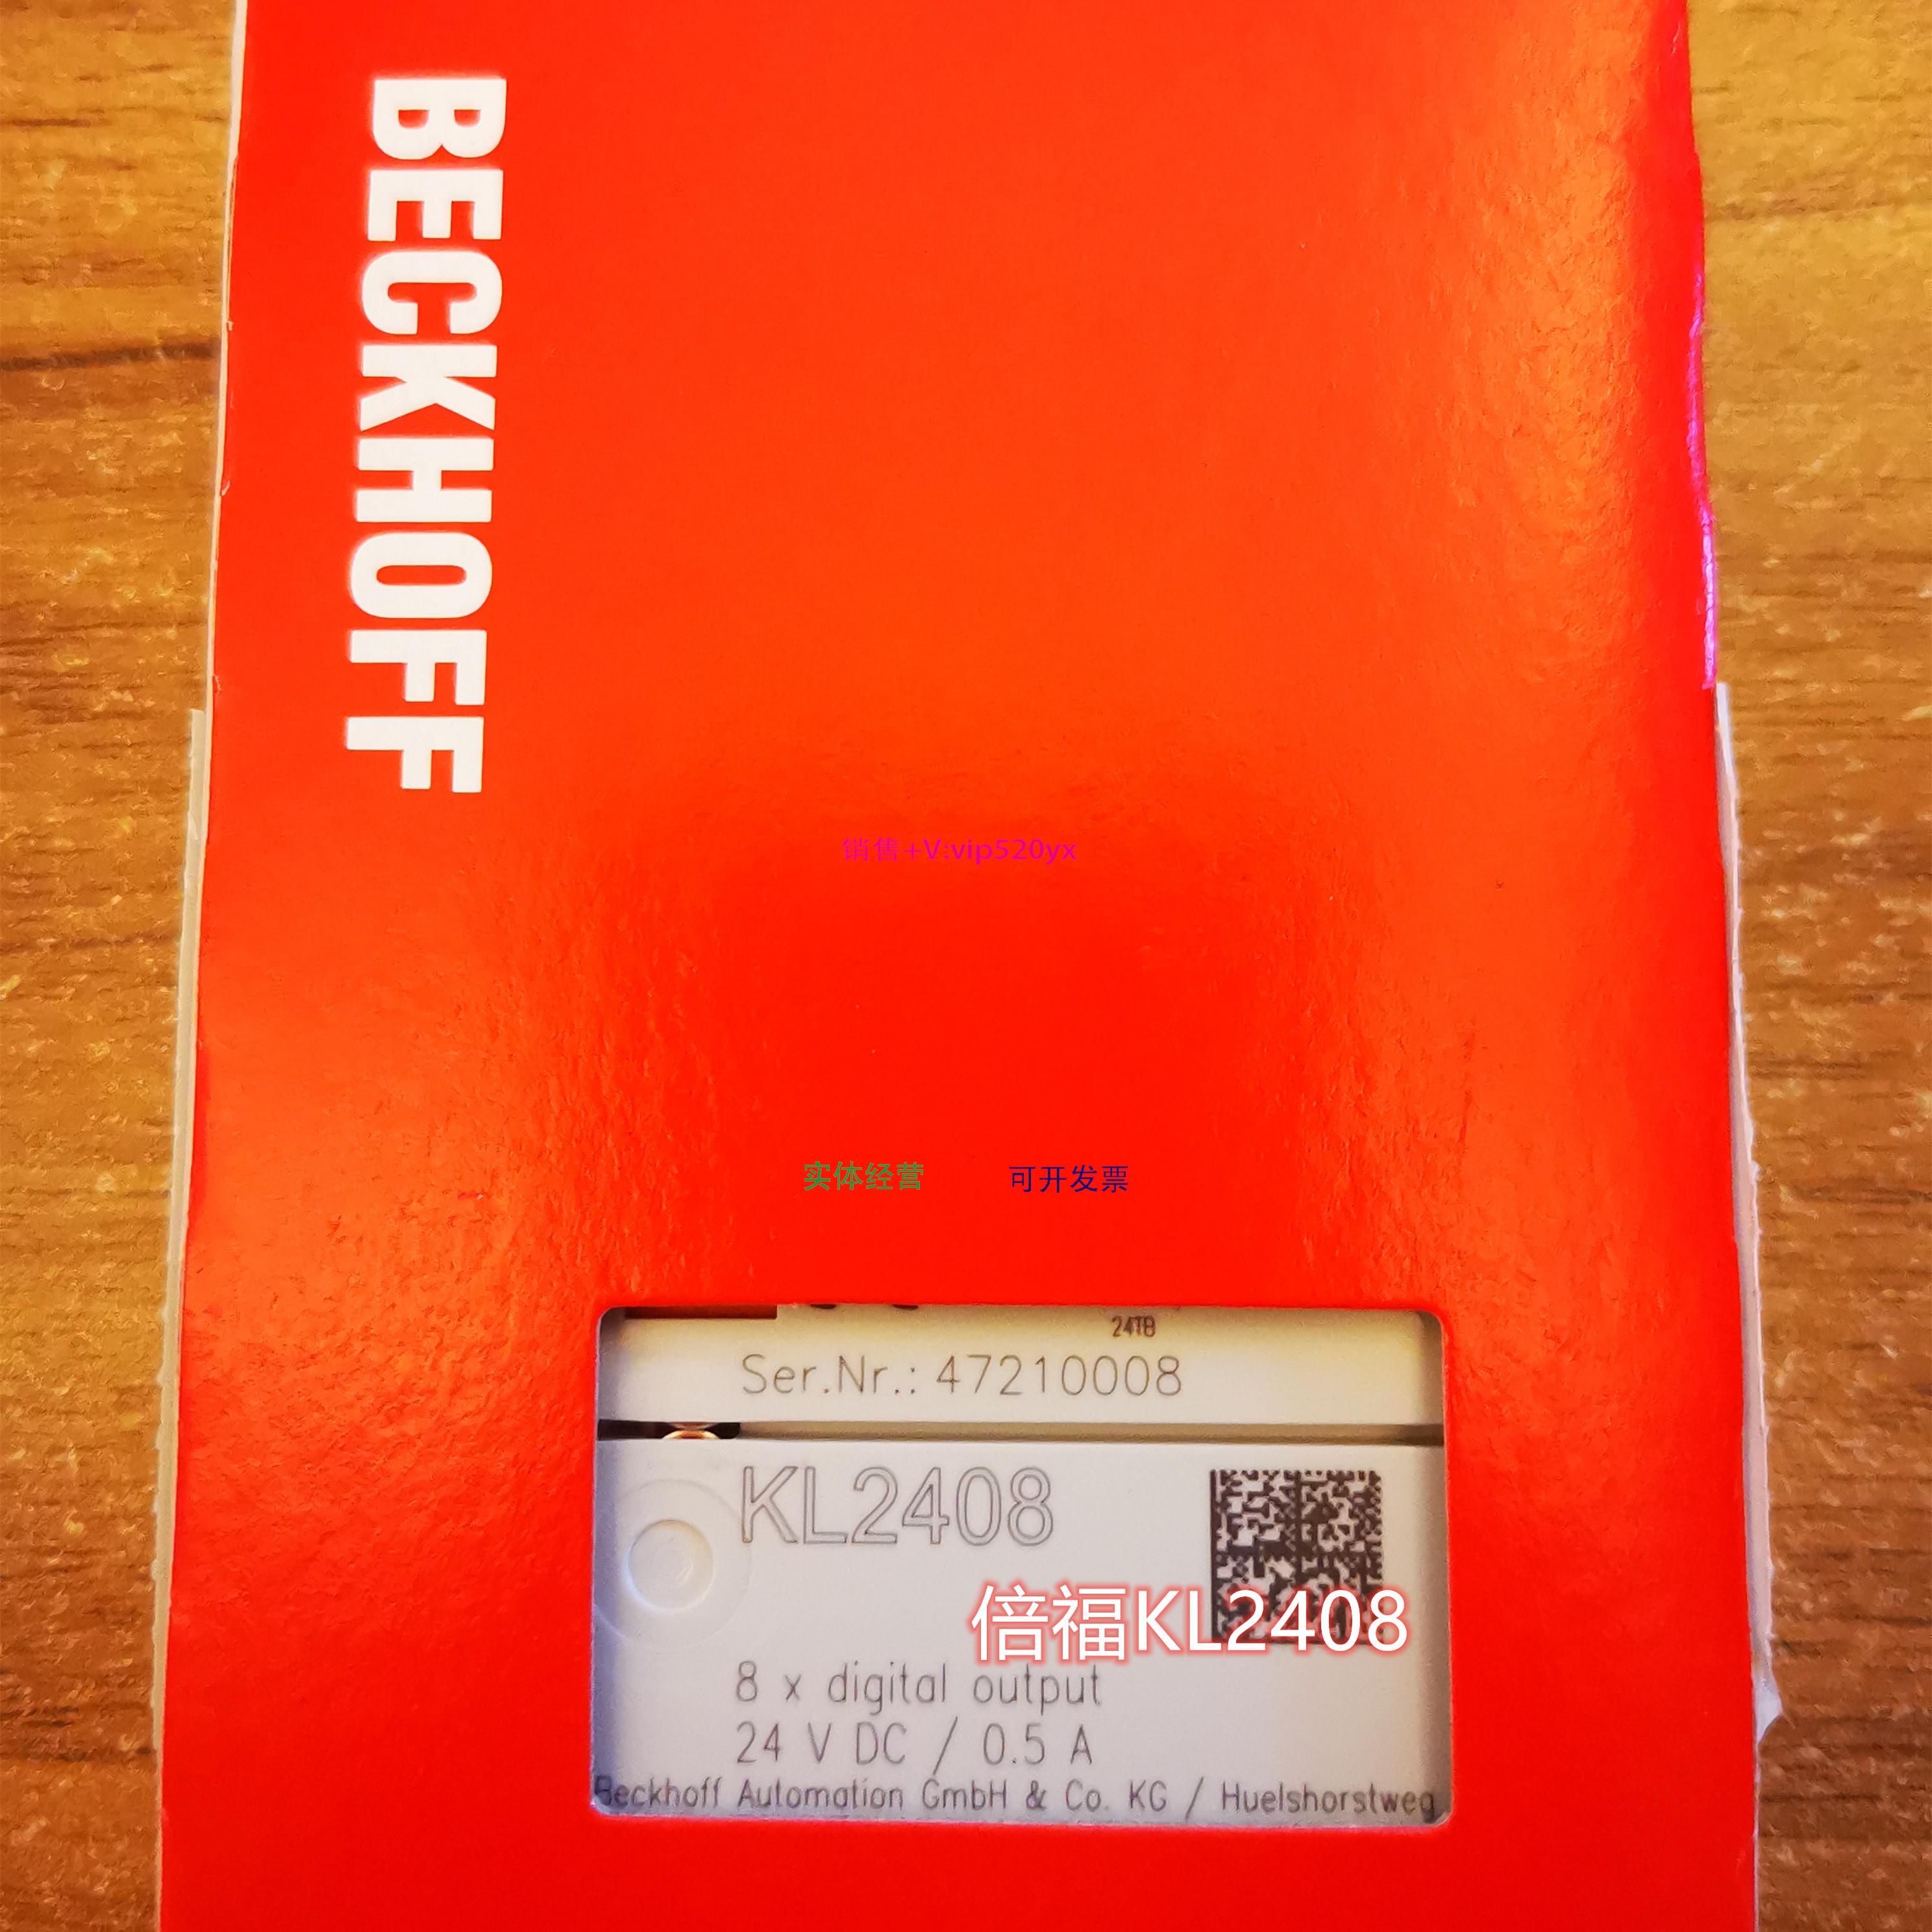 BECKHOFF
销售+V:vip520yx
实体经营 可开发票
24TB
Ser.Nr.: 47210008
KL2408
倍福KL2408
8 x digital output
24 V DC / 0.5 A
Beckhoff Automation GmbH & Co. KG / Huelshorstweg